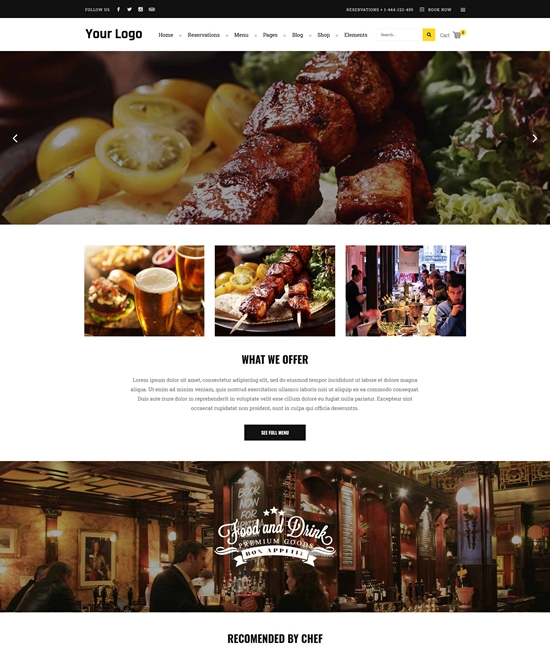 FOLLOW US
RESERVATIONS + 1-444-123-455
BOOK NOW
Your Logo
Home
Reservations
Menu
Pages
Blog
Shop
Elements
Search...
Cart
0
WHAT WE OFFER
Lorem ipsum dolor sit amet, consectetur adipiscing elit, sed do eiusmod tempor incididunt ut labore et dolore magna
aliqua. Ut enim ad minim veniam, quis nostrud exercitation ullamco laboris nisi ut aliquip ex ea commodo consequat.
Duis aute irure dolor in reprehenderit in voluptate velit esse cillum dolore eu fugiat nulla pariatur. Excepteur sint
occaecat cupidatat non proident, sunt in culpa qui officia deseruntm.
SEE FULL MENU
BOOK
NOW
FOR
Food and Drink
PREMIUM GOODS
BON APPETIT
RECOMENDED BY CHEF